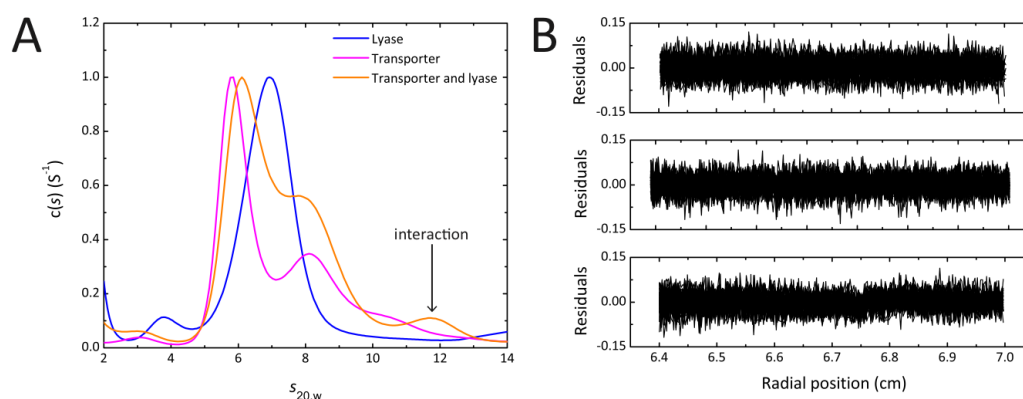 A
c(s) (S⁻¹)
1.2
1.0
0.8
0.6
0.4
0.2
0.0
Lyase
Transporter
Transporter and lyase
interaction
2 4 6 8 10 12 14
s20,w
B
Residuals
0.15
0.00
-0.15
Residuals
0.15
0.00
-0.15
Residuals
0.15
0.00
-0.15
6.4 6.5 6.6 6.7 6.8 6.9 7.0
Radial position (cm)